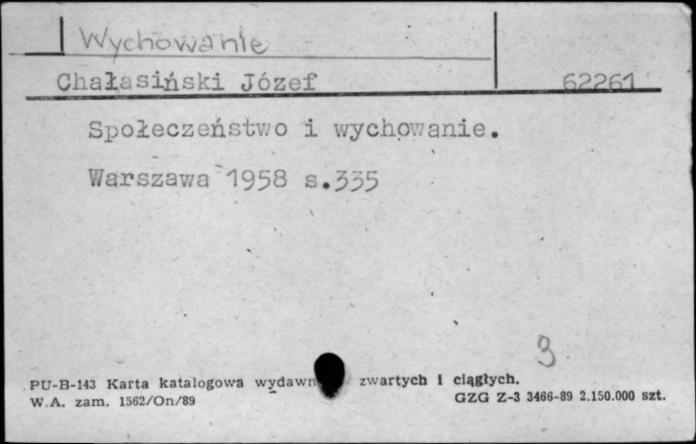 Wychowanie
Chałasiński Józef 62261
Społeczeństwo i wychowanie.
Warszawa 1958 s.335
3
PU-B-143 Karta katalogowa wydawn zwartych i ciągłych.
W.A. zam. 1562/On/89 GZG Z-3 3466-89 2.150.000 szt.